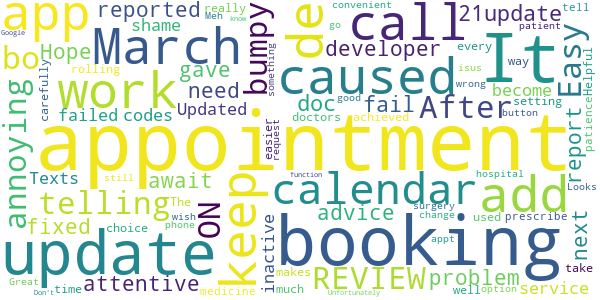 app
reported
March
shame
Meh
really
Google
know
bo
Hope
bumpy
de
call
21update
convenient
go
patient
tell
developer
every
something
isus
way
It
Easy
carefully
rolling
gave
work
need
caused
Updated
doc
fail
After
become
wrong
setting
Helpful
patience
good
button
doctors
achieved
failed
codes
easier
request
annoying
appointment
report
Texts
still
The
await
function
hospital
Looks
telling
wish
keep
calendar
add
fixed
choice
phone
ON
inactive
advice
surgery
change
used
prescribe
next
appt
update
attentive
booking
REVIEW
problem
take
makes
service
Great
time
medicine
much
well
option
Don't
Unfortunately